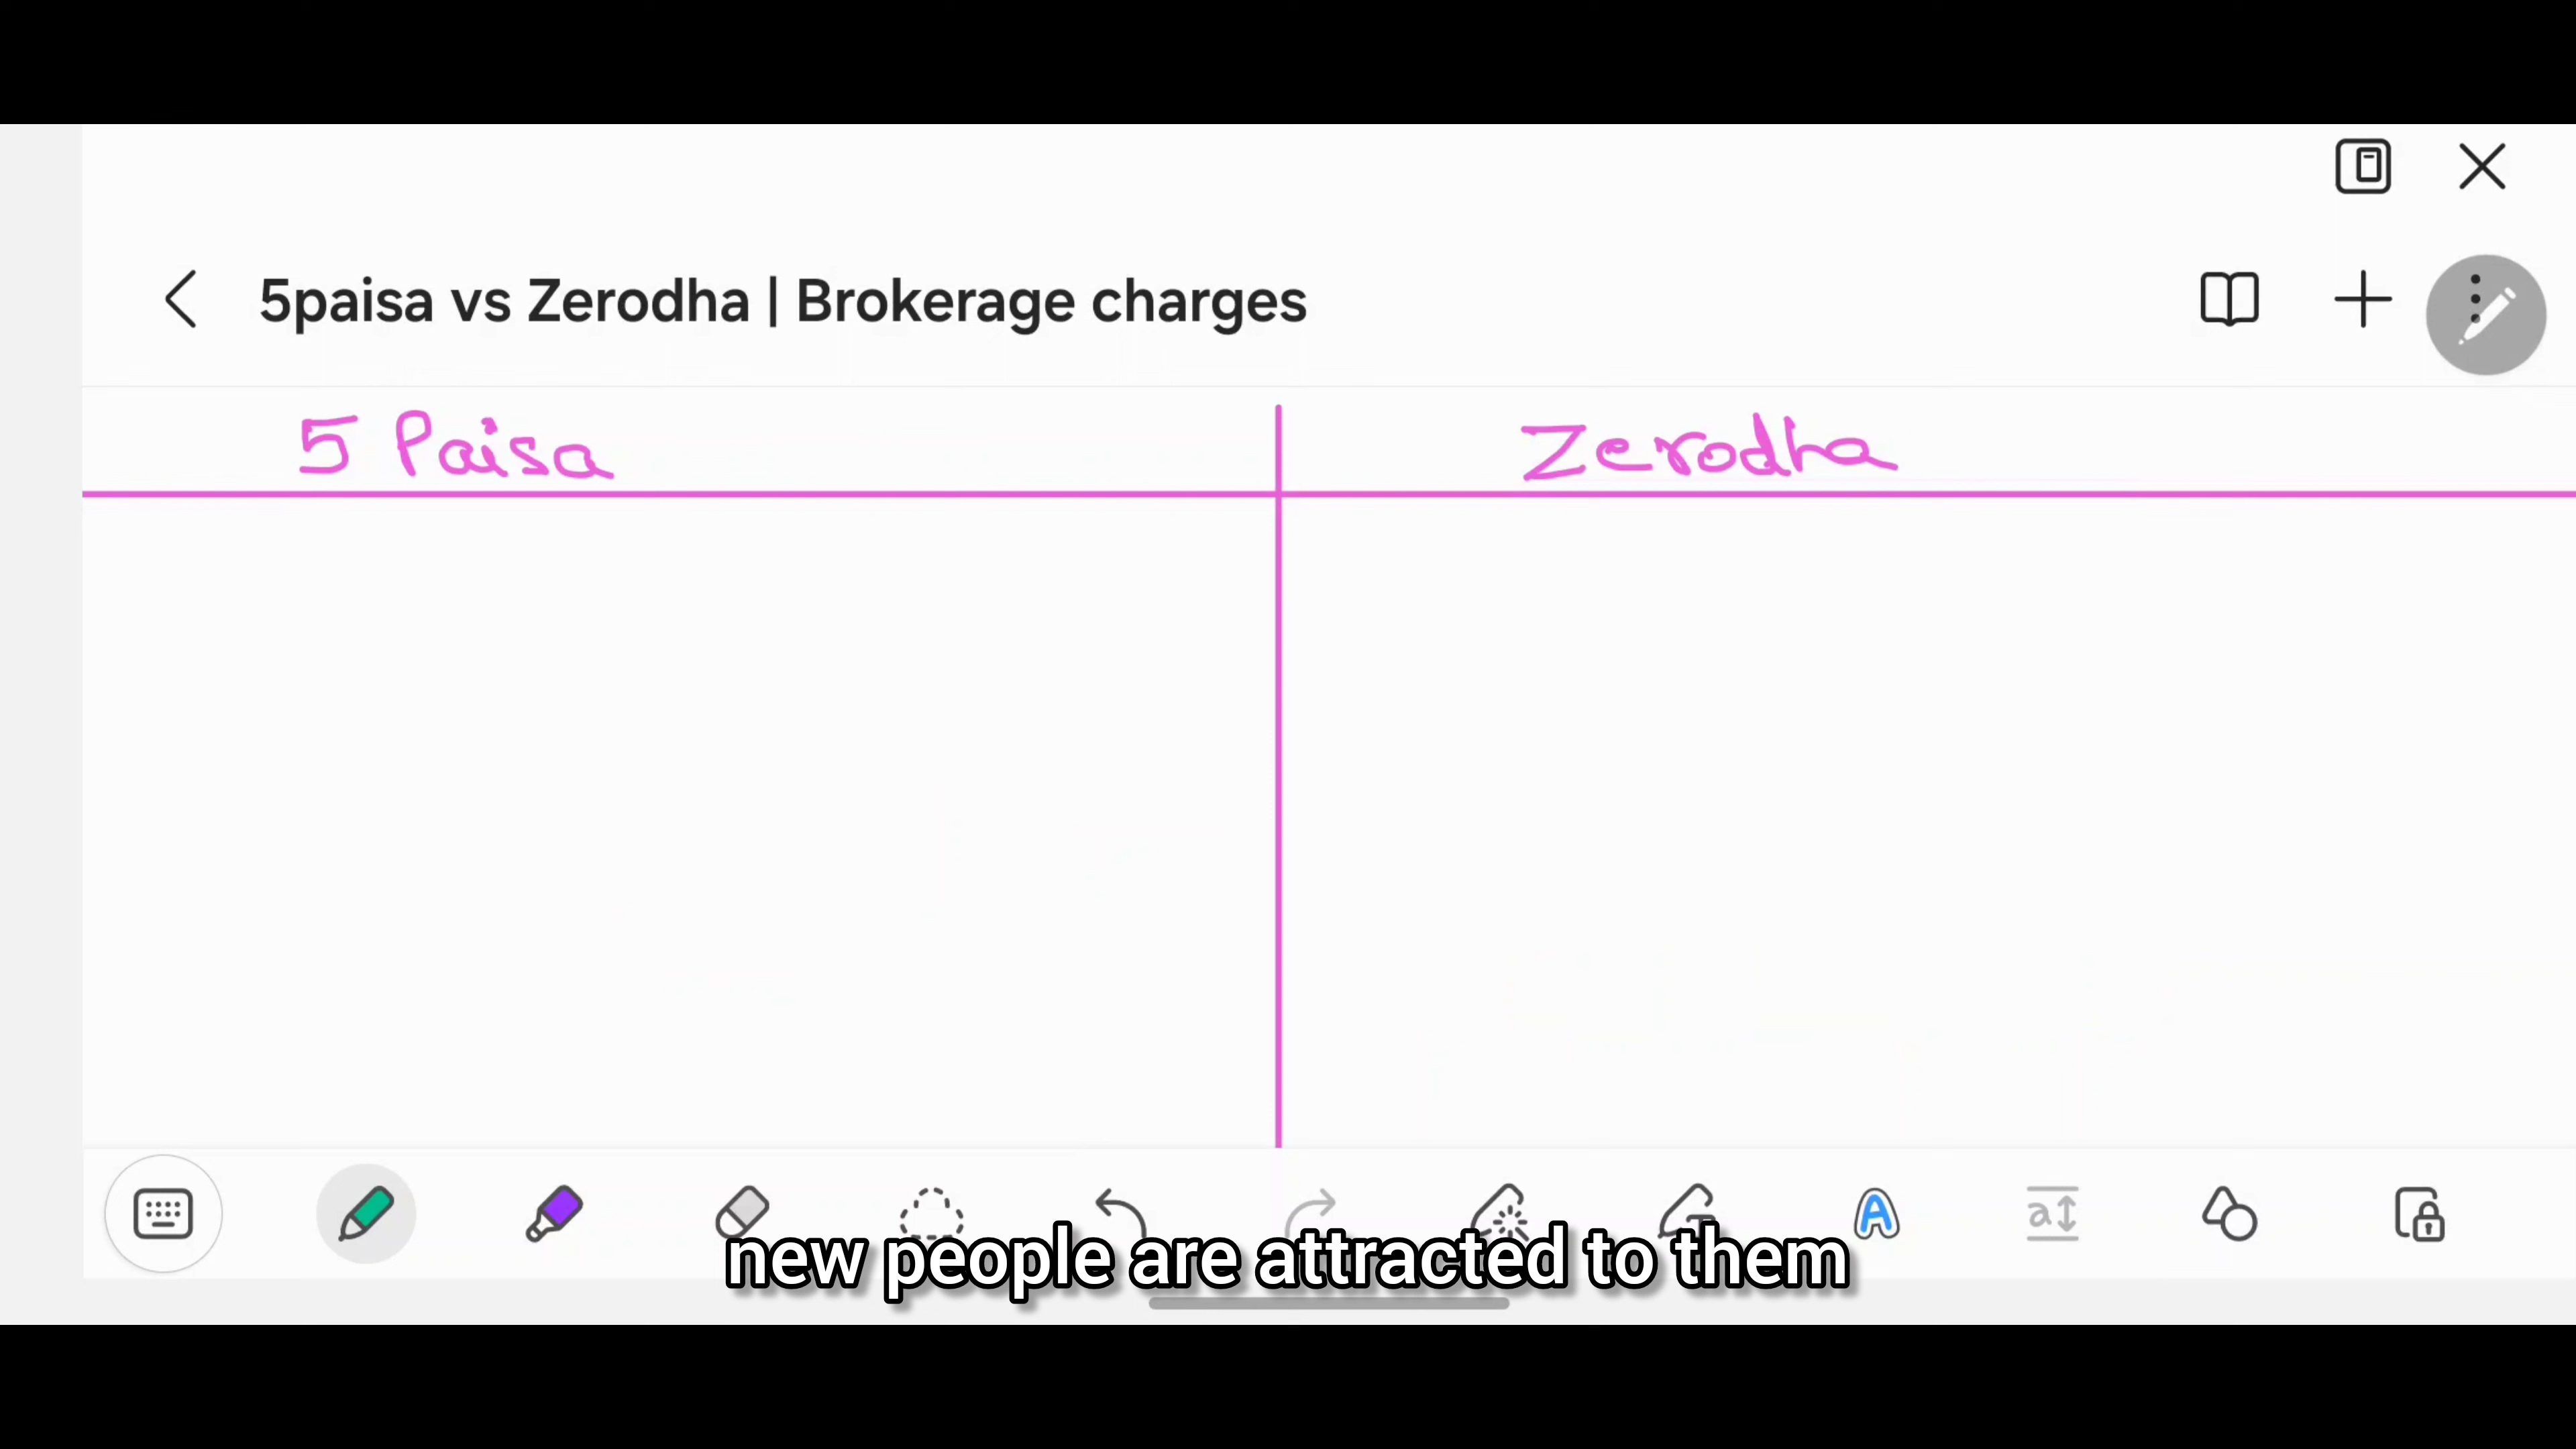 5paisa vs Zerodha | Brokerage charges
5 Paisa
Zerodha
new people are attracted to them